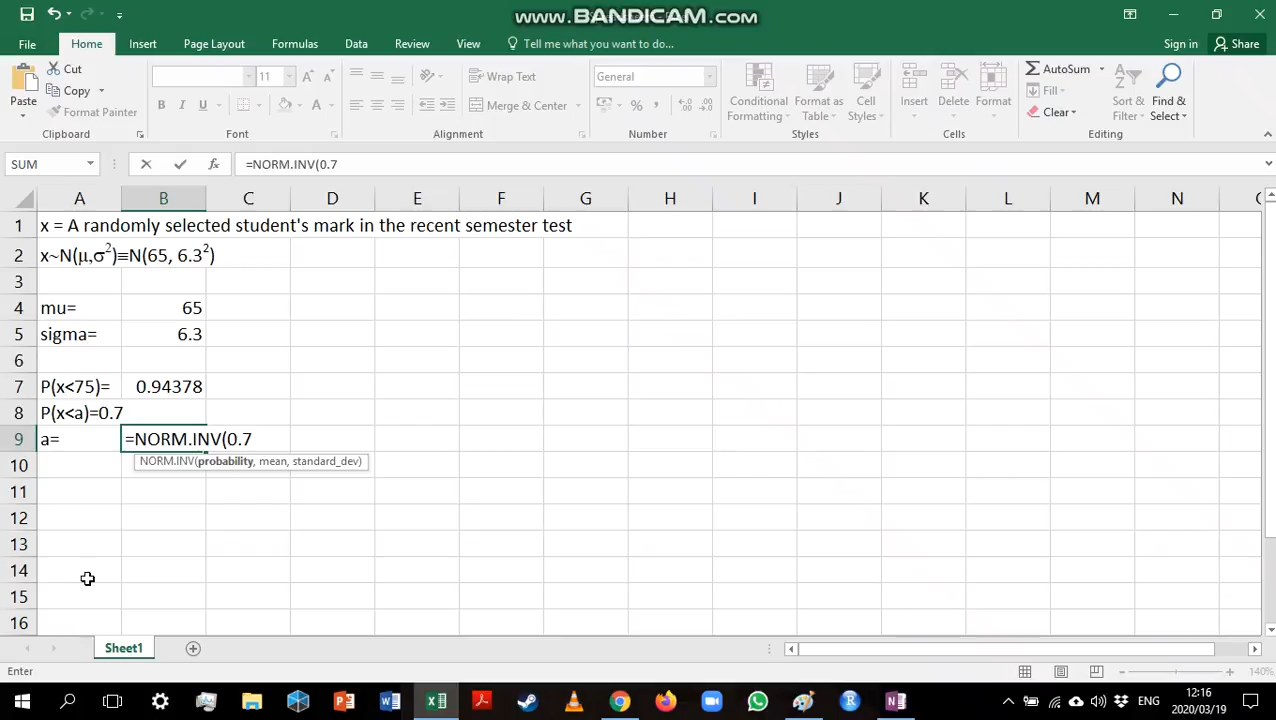 www.BANDICAM.com
File Home Insert Page Layout Formulas Data Review View Tell me what you want to do... Sign in Share
Paste
Cut
Copy
Format Painter
Clipboard
11
B I U
A
Font
Wrap Text
Merge & Center
Alignment
General
%
Number
Conditional Formatting
Format as Table
Cell Styles
Styles
Insert
Delete
Format
Cells
AutoSum
Fill
Clear
Sort & Filter
Find & Select
Editing
SUM fx =NORM.INV(0.7
A B C D E F G H I J K L M N
1 x = A randomly selected student's mark in the recent semester test
2 x~N(μ,σ²)≡N(65, 6.3²)
3
4 mu= 65
5 sigma= 6.3
6
7 P(x<75)= 0.94378
8 P(x<a)=0.7
9 a= =NORM.INV(0.7
NORM.INV(probability, mean, standard_dev)
10
11
12
13
14
15
16
Sheet1
Enter
140%
ENG
12:16
2020/03/19